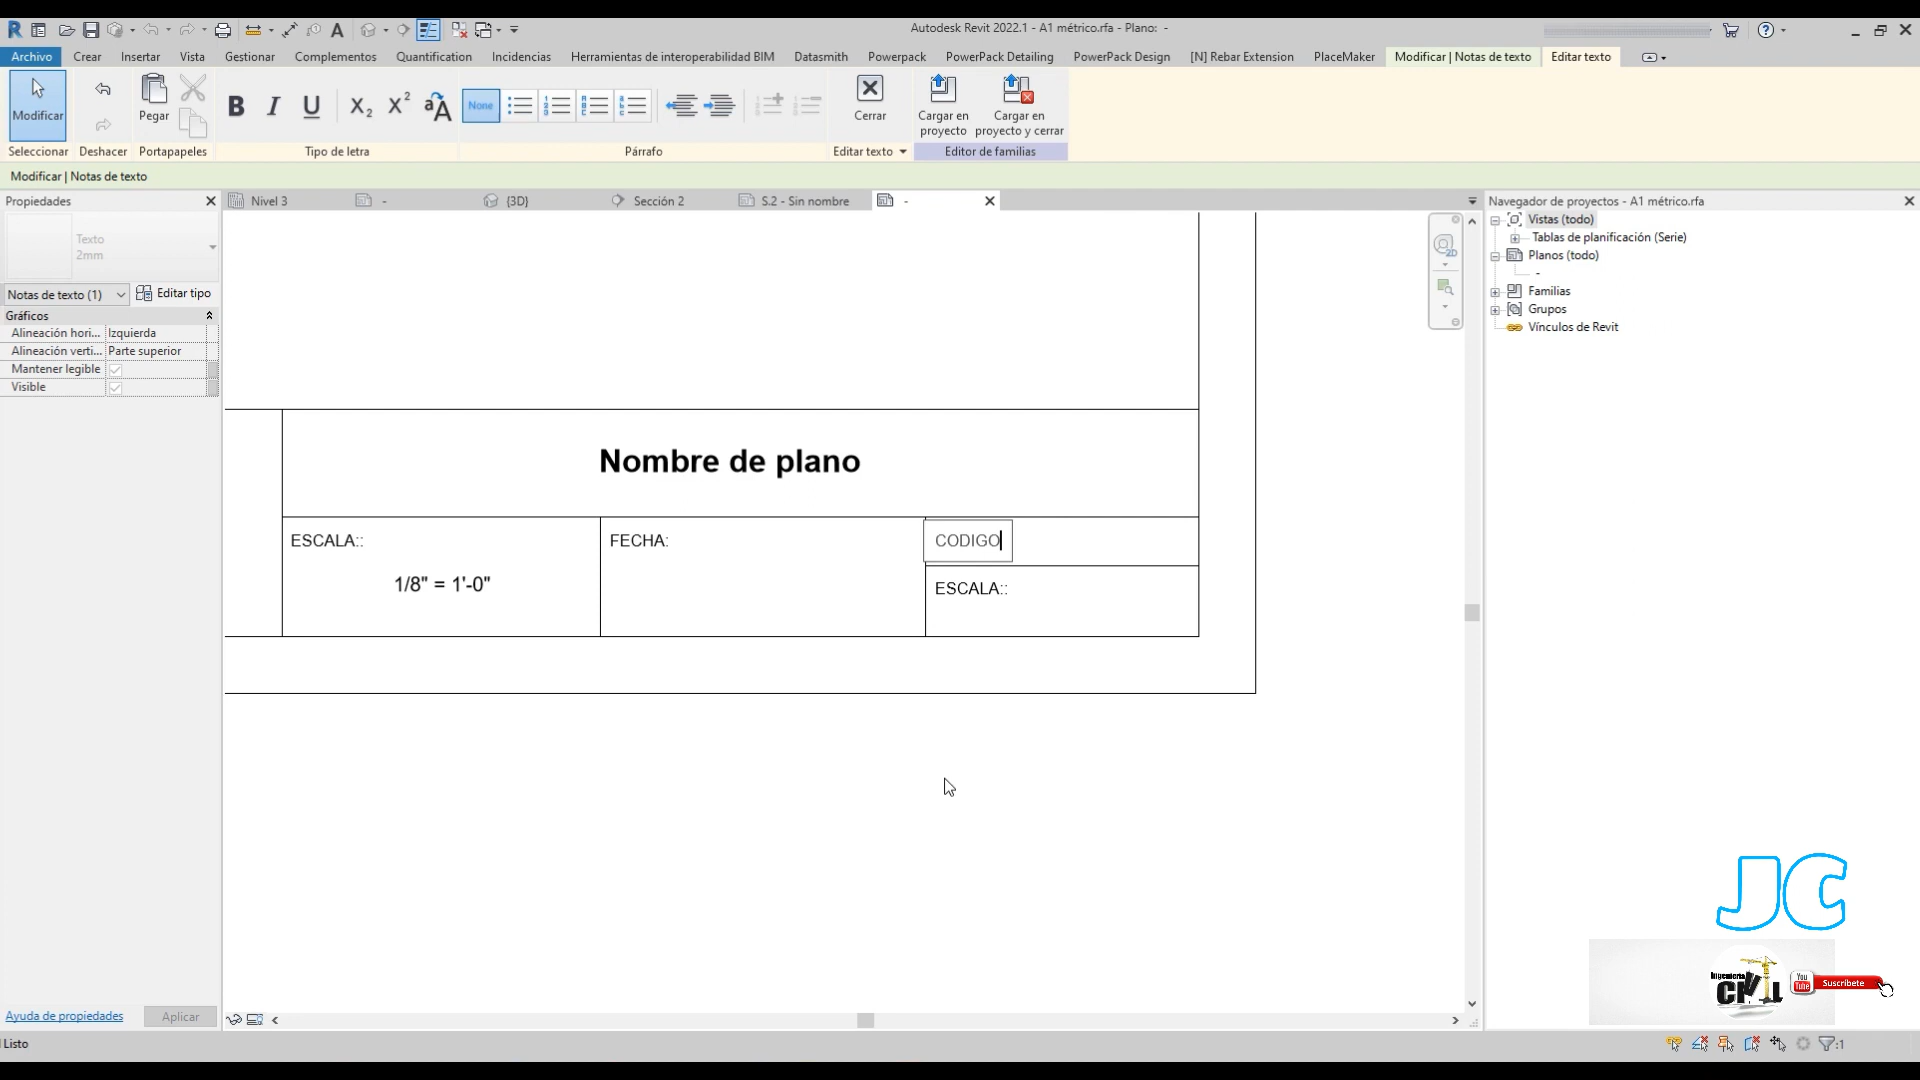 Autodesk Revit 2022.1 - A1 métrico.rfa - Plano: -
Archivo Crear Insertar Vista Gestionar Complementos Quantification Incidencias Herramientas de interoperabilidad BIM Datasmith Powerpack PowerPack Detailing PowerPack Design [N] Rebar Extension PlaceMaker Modificar | Notas de texto Editar texto
Modificar Pegar None Cerrar Cargar en proyecto Cargar en proyecto y cerrar
Seleccionar Deshacer Portapapeles Tipo de letra Párrafo Editar texto Editor de familias
Modificar | Notas de texto
Propiedades
Nivel 3 - {3D} Sección 2 S.2 - Sin nombre -
Navegador de proyectos - A1 métrico.rfa
Texto
2mm
Notas de texto (1) Editar tipo
Gráficos
Alineación hori... Izquierda
Alineación verti... Parte superior
Mantener legible
Visible
Vistas (todo)
Tablas de planificación (Serie)
Planos (todo)
-
Familias
Grupos
Vínculos de Revit
2D
Nombre de plano
ESCALA:: FECHA: CODIGO
1/8" = 1'-0"
ESCALA::
JC
Ingeniería
CIVIL
You Tube Suscríbete
Ayuda de propiedades Aplicar
Listo
:1